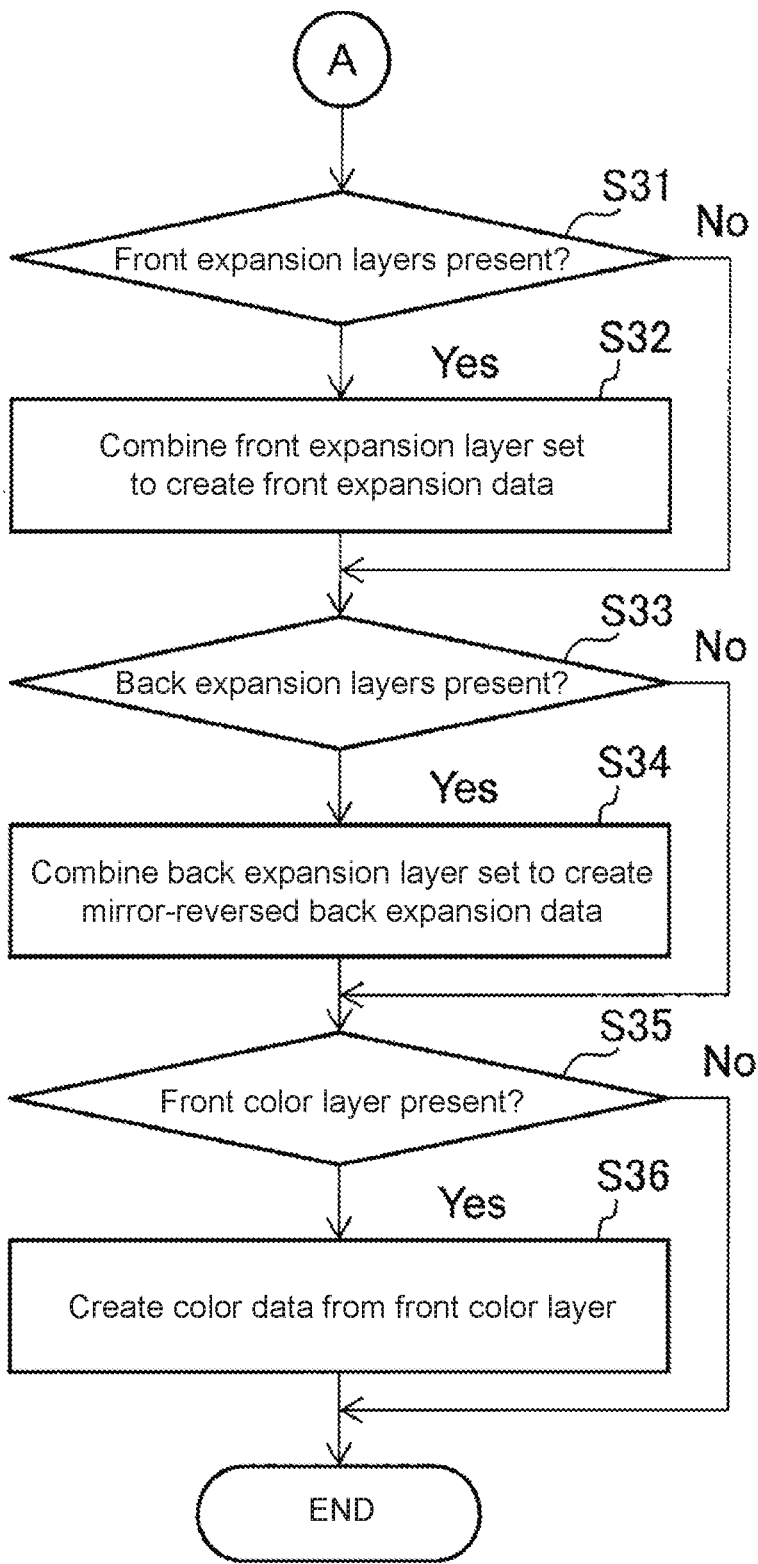 A
S31
No
Front expansion layers present?
Yes
S32
Combine front expansion layer set
to create front expansion data
S33
No
Back expansion layers present?
Yes
S34
Combine back expansion layer set to create
mirror-reversed back expansion data
S35
No
Front color layer present?
Yes
S36
Create color data from front color layer
END